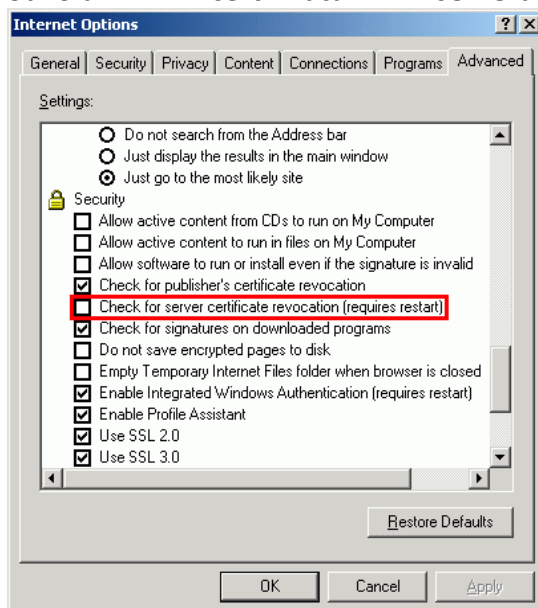 Internet Options
General Security Privacy Content Connections Programs Advanced
Settings:
Do not search from the Address bar
Just display the results in the main window
Just go to the most likely site
Security
Allow active content from CDs to run on My Computer
Allow active content to run in files on My Computer
Allow software to run or install even if the signature is invalid
Check for publisher's certificate revocation
Check for server certificate revocation (requires restart)
Check for signatures on downloaded programs
Do not save encrypted pages to disk
Empty Temporary Internet Files folder when browser is closed
Enable Integrated Windows Authentication (requires restart)
Enable Profile Assistant
Use SSL 2.0
Use SSL 3.0
Restore Defaults
OK Cancel Apply